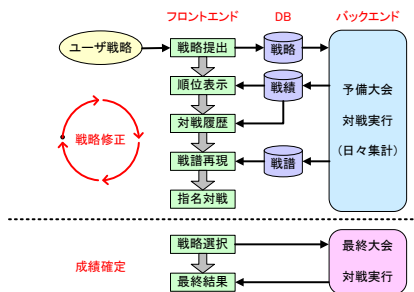 フロントエンド DB バックエンド
ユーザ戦略 戦略提出 戦略
順位表示 戦績 予備大会
対戦履歴 対戦実行
戦略修正
戦譜再現 戦譜 (日々集計)
指名対戦
戦略選択 最終大会
成績確定 対戦実行
最終結果